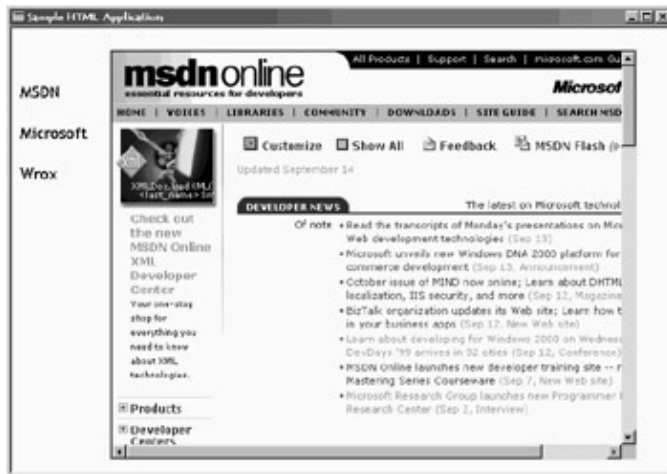 Sample HTML Application
MSDN
Microsoft
Wrox
msdn online
essential resources for developers
All Products | Support | Search | microsoft.com Gu
Microsof
HOME | VOICES | LIBRARIES | COMMUNITY | DOWNLOADS | SITE GUIDE | SEARCH MSD
Customize Show All Feedback MSDN Flash
Updated September 14
XML
Check out
the new
MSDN Online
XML
Developer
Center
Your one-stop
shop for
everything you
need to know
about XML
technologies.
Products
Developer
Centers
DEVELOPER NEWS
The latest on Microsoft technol
Of note • Read the transcripts of Monday's presentations on Micr
Web development technologies (Sep 13)
• Microsoft unveils new Windows DNA 2000 platform for
commerce development (Sep 13, Announcement)
• October issue of MIND now online; Learn about DHTML
localization, IIS security, and more (Sep 12, Magazine
• BizTalk organization updates its Web site; Learn how t
in your business apps (Sep 12, New Web site)
• Learn about developing for Windows 2000 on Wednesd
DevDays '99 arrives in 32 cities (Sep 12, Conference)
• MSDN Online launches new developer training site --
Mastering Series Courseware (Sep 7, New Web site)
• Microsoft Research Group launches new Programmer
Research Center (Sep 2, Interview)